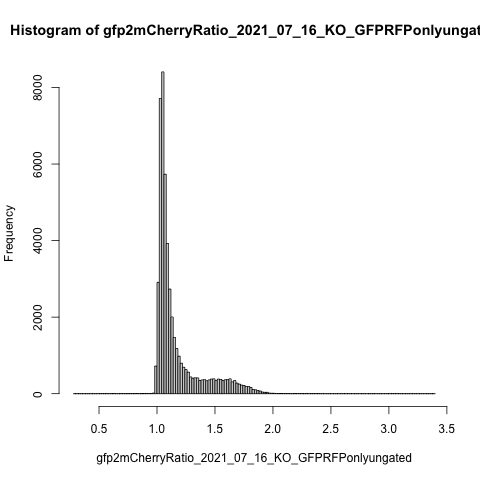 Histogram of gfp2mCherryRatio_2021_07_16_KO_GFPRFPonlyungat
8000
6000
4000
2000
0
Frequency
0.5 1.0 1.5 2.0 2.5 3.0 3.5
gfp2mCherryRatio_2021_07_16_KO_GFPRFPonlyungated